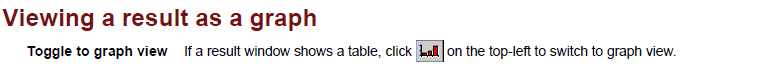 Viewing a result as a graph
Toggle to graph view If a result window shows a table, click on the top-left to switch to graph view.